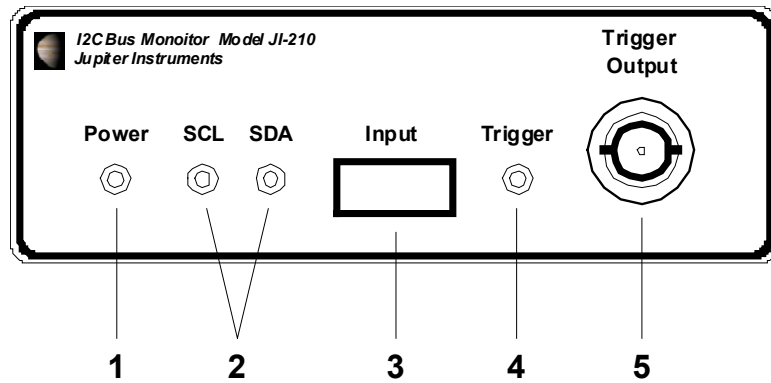 I2C Bus Monoitor Model JI-210
Jupiter Instruments
Trigger
Output
Power SCL SDA Input Trigger
1 2 3 4 5